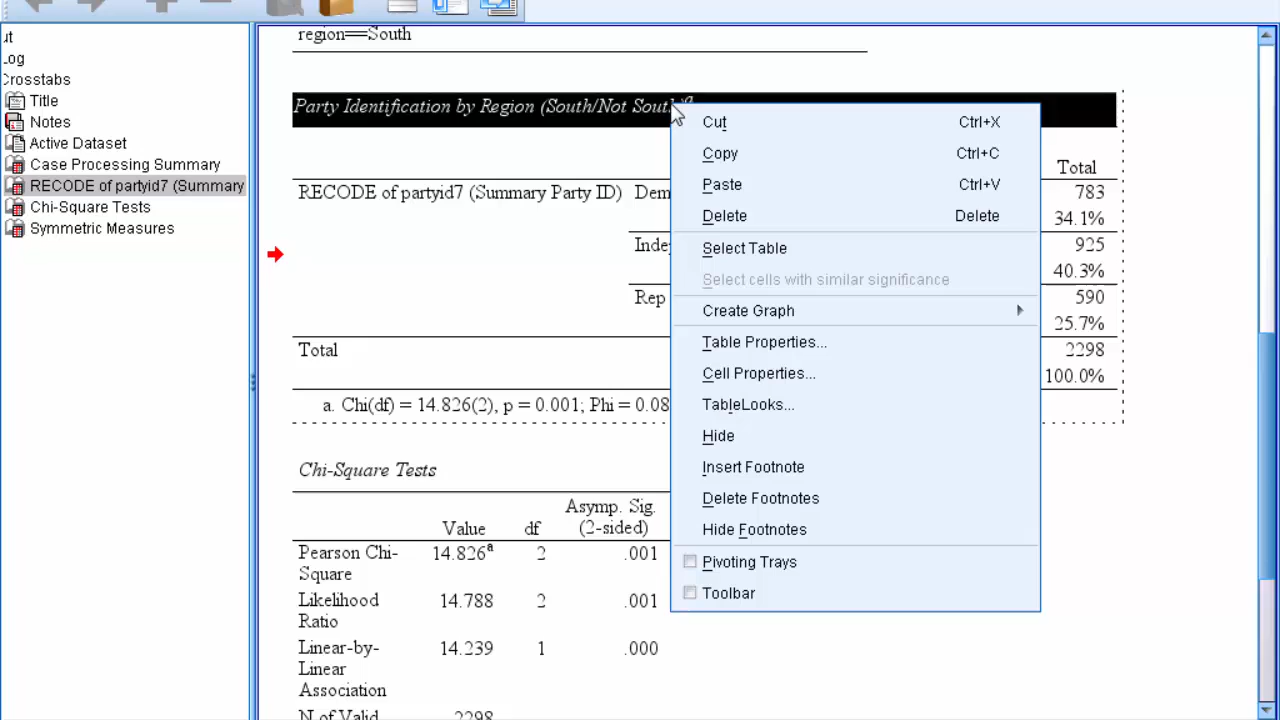 ut
Log
Crosstabs
Title
Notes
Active Dataset
Case Processing Summary
RECODE of partyid7 (Summary
Chi-Square Tests
Symmetric Measures
region==South
Party Identification by Region (South/Not South)a
Total
RECODE of partyid7 (Summary Party ID) Dem 783
34.1%
Inde 925
40.3%
Rep 590
25.7%
Total 2298
100.0%
a. Chi(df) = 14.826(2), p = 0.001; Phi = 0.08
Cut Ctrl+X
Copy Ctrl+C
Paste Ctrl+V
Delete Delete
Select Table
Select cells with similar significance
Create Graph
Table Properties...
Cell Properties...
TableLooks...
Hide
Insert Footnote
Delete Footnotes
Hide Footnotes
Pivoting Trays
Toolbar
Chi-Square Tests
Asymp. Sig.
Value df (2-sided)
Pearson Chi- 14.826a 2 .001
Square
Likelihood 14.788 2 .001
Ratio
Linear-by- 14.239 1 .000
Linear
Association
N of Valid 2298